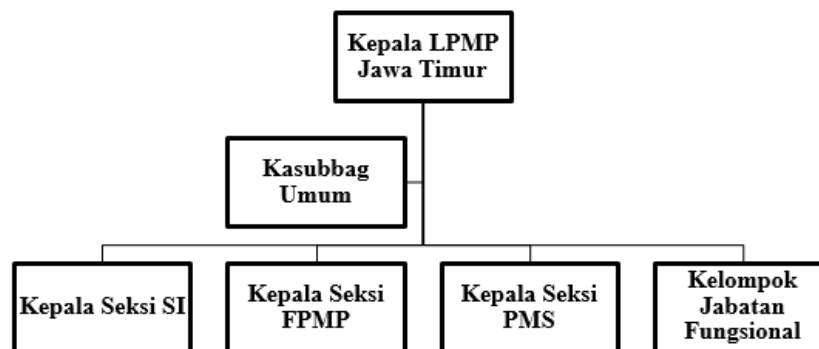 Kepala LPMP
Jawa Timur
Kasubbag
Umum
Kepala Seksi SI
Kepala Seksi
FPMP
Kepala Seksi
PMS
Kelompok
Jabatan
Fungsional